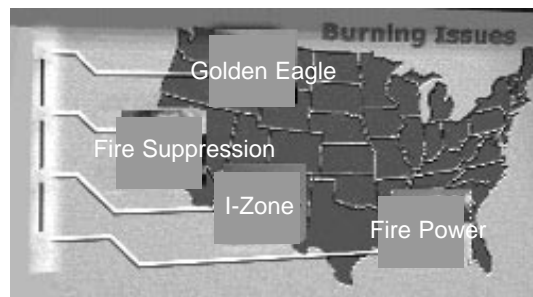 Burning Issues
Golden Eagle
Fire Suppression
I-Zone
Fire Power